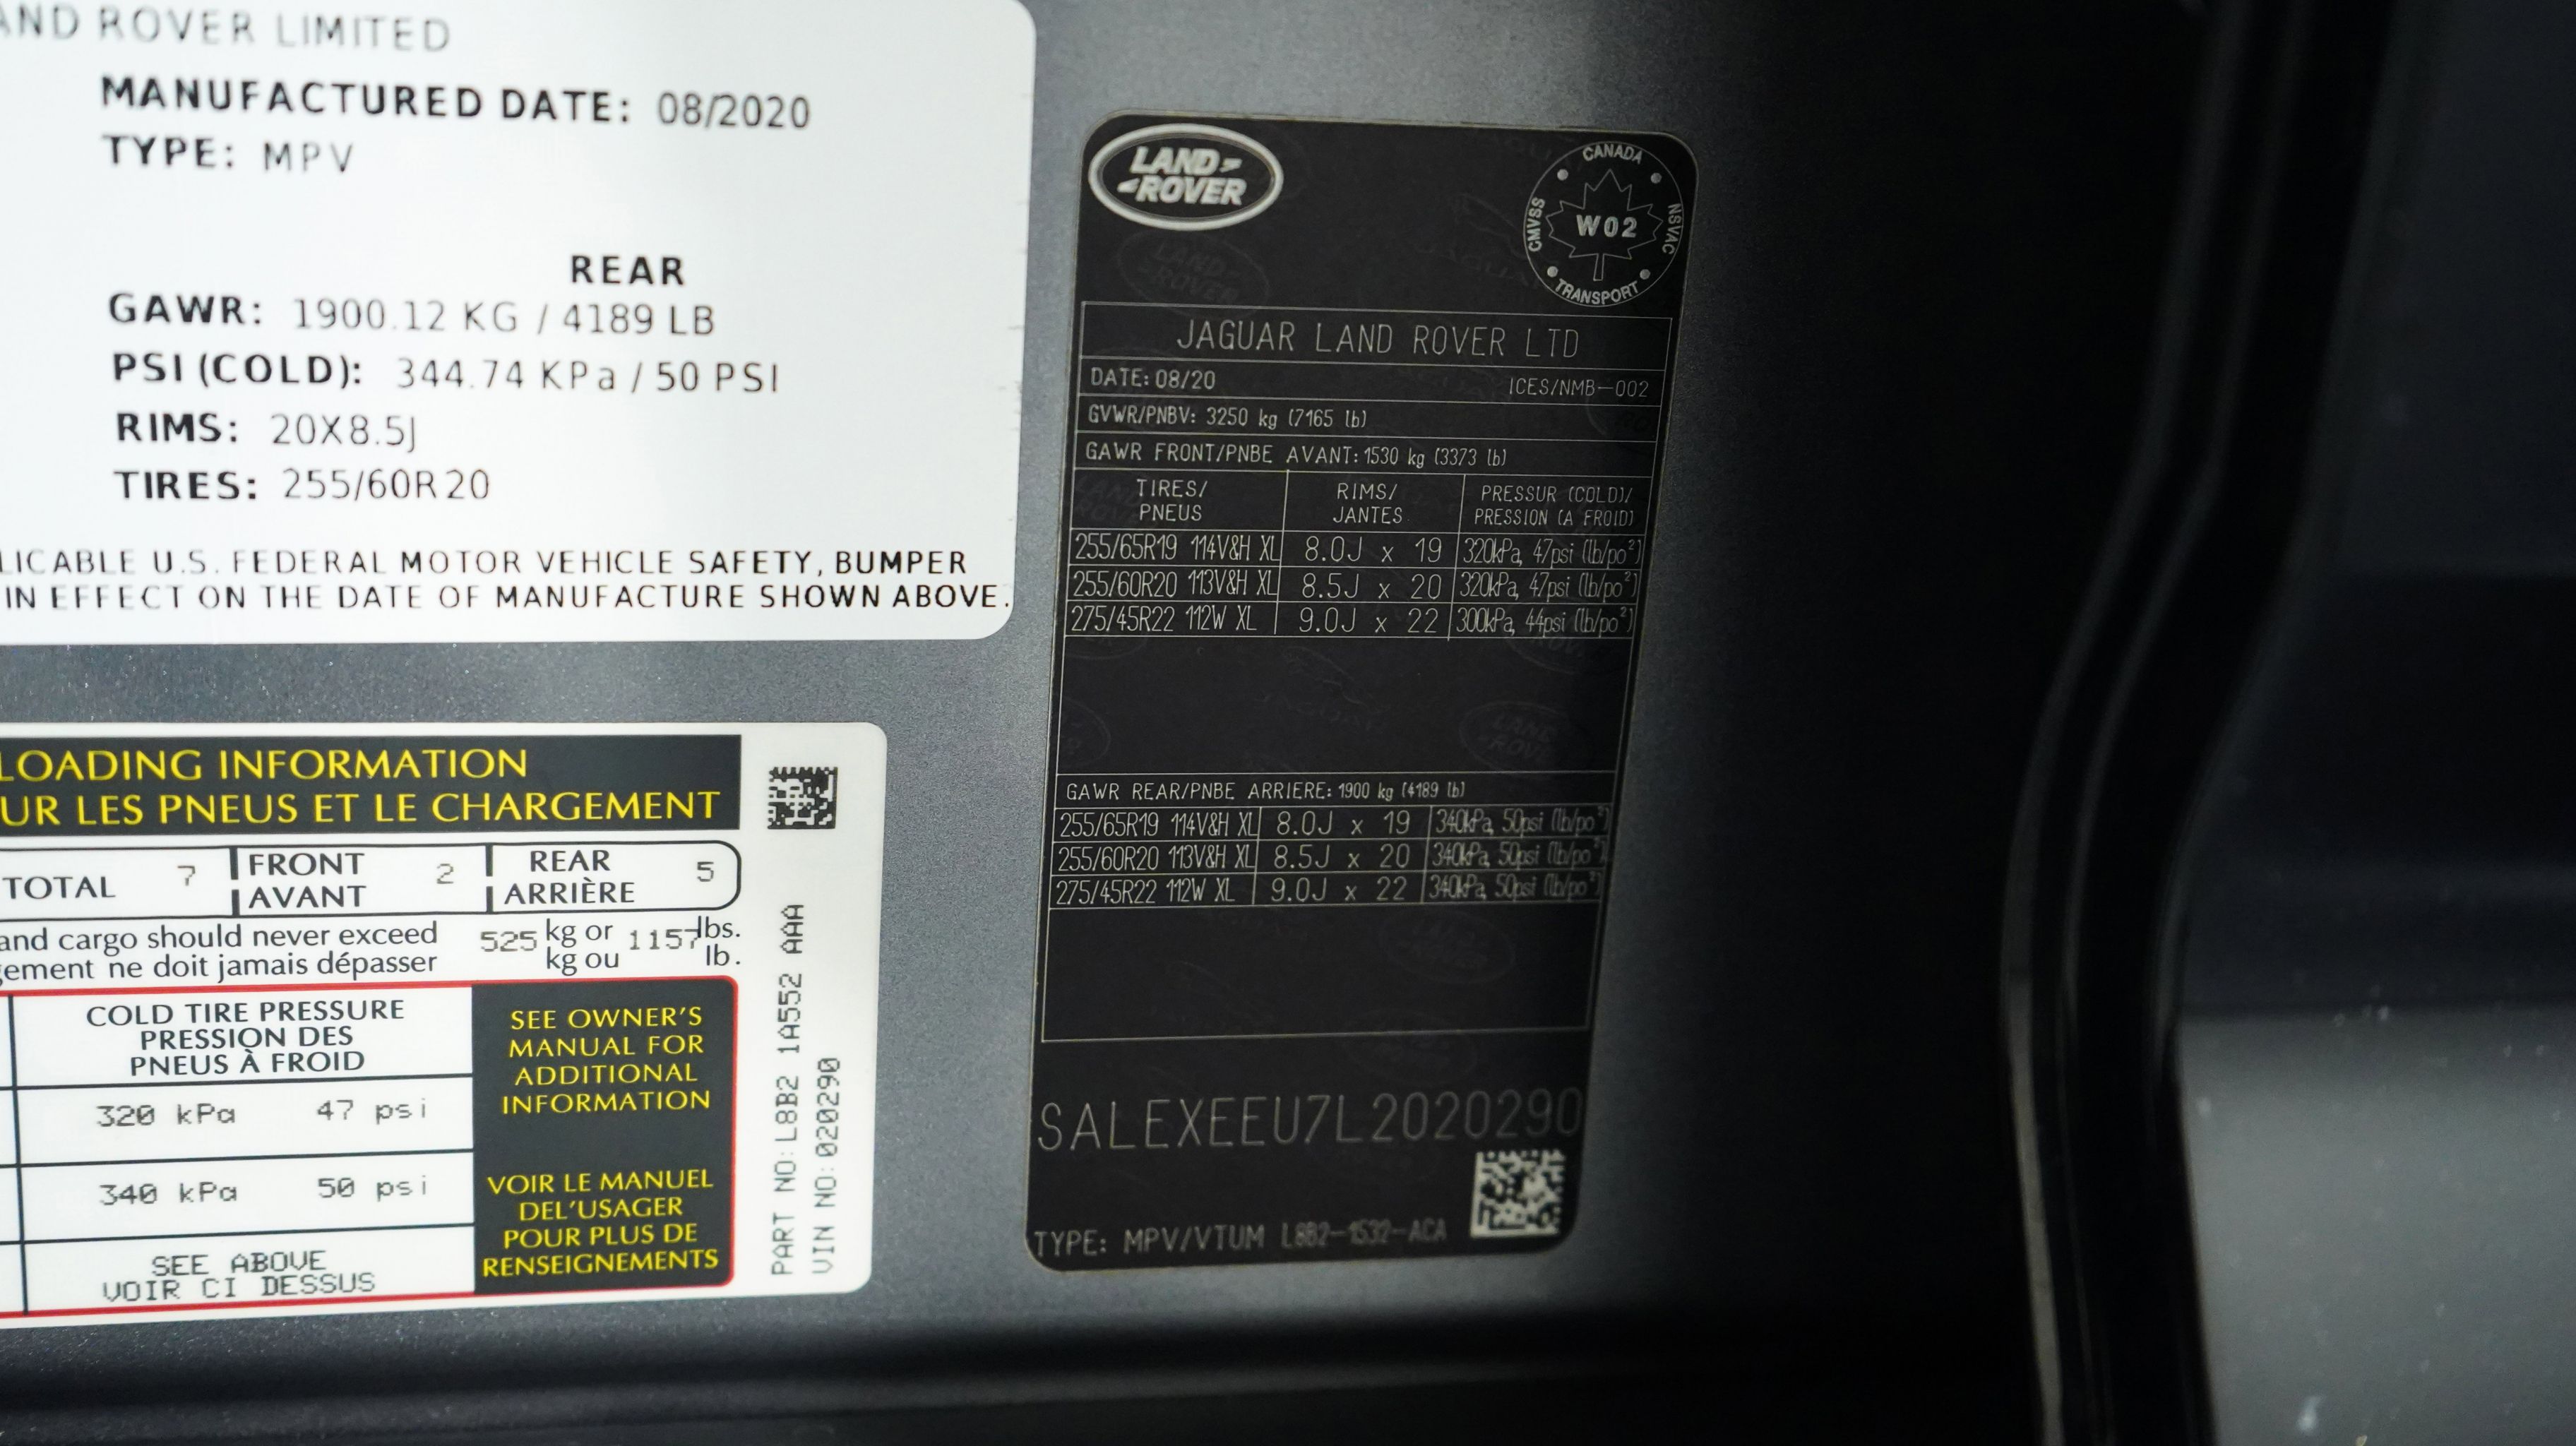 AND ROVER LIMITED
MANUFACTURED DATE: 08/2020
TYPE: MPV
REAR
GAWR: 1900.12 KG / 4189 LB
PSI (COLD): 344.74 KPa / 50 PSI
RIMS: 20X8.5J
TIRES: 255/60R20
LICABLE U.S. FEDERAL MOTOR VEHICLE SAFETY, BUMPER
IN EFFECT ON THE DATE OF MANUFACTURE SHOWN ABOVE.
LOADING INFORMATION
UR LES PNEUS ET LE CHARGEMENT
TOTAL 7 FRONT AVANT 2 REAR ARRIÈRE 5
and cargo should never exceed 525 kg or 1157 lbs.
gement ne doit jamais dépasser kg ou lb.
COLD TIRE PRESSURE
PRESSION DES
PNEUS À FROID
320 kPa 47 psi
340 kPa 50 psi
SEE ABOVE
VOIR CI DESSUS
SEE OWNER'S
MANUAL FOR
ADDITIONAL
INFORMATION
VOIR LE MANUEL
DEL'USAGER
POUR PLUS DE
RENSEIGNEMENTS
PART NO: L8B2 1A552 AAA
VIN NO: 020290
LAND
ROVER
CANADA
CMVSS
W02
NSVAC
TRANSPORT
JAGUAR LAND ROVER LTD
DATE: 08/20 ICES/NMB-002
GVWR/PNBV: 3250 kg (7165 lb)
GAWR FRONT/PNBE AVANT: 1530 kg (3373 lb)
TIRES/ RIMS/ PRESSUR (COLD)/
PNEUS JANTES PRESSION (A FROID)
255/65R19 114V&H XL 8.0J x 19 320kPa, 47psi (lb/po²)
255/60R20 113V&H XL 8.5J x 20 320kPa, 47psi (lb/po²)
275/45R22 112W XL 9.0J x 22 300kPa, 44psi (lb/po²)
GAWR REAR/PNBE ARRIERE: 1900 kg (4189 lb)
255/65R19 114V&H XL 8.0J x 19 340kPa, 50psi (lb/po²)
255/60R20 113V&H XL 8.5J x 20 340kPa, 50psi (lb/po²)
275/45R22 112W XL 9.0J x 22 340kPa, 50psi (lb/po²)
SALEXEEU7L2020290
TYPE: MPV/VTUM L8B2-1532-ACA